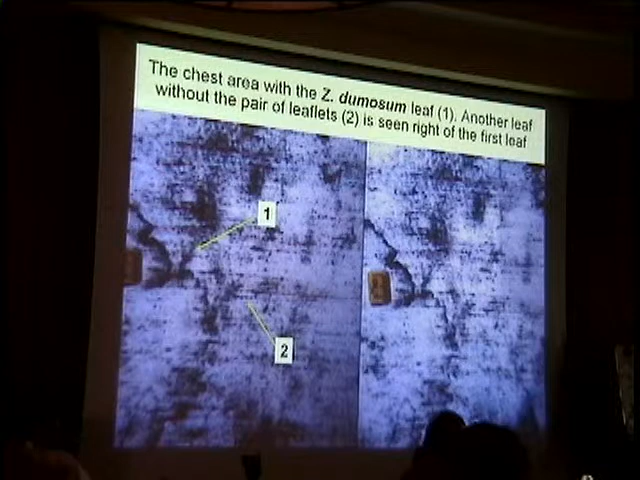 The chest area with the Z. dumosum leaf (1). Another leaf
without the pair of leaflets (2) is seen right of the first leaf
1
2